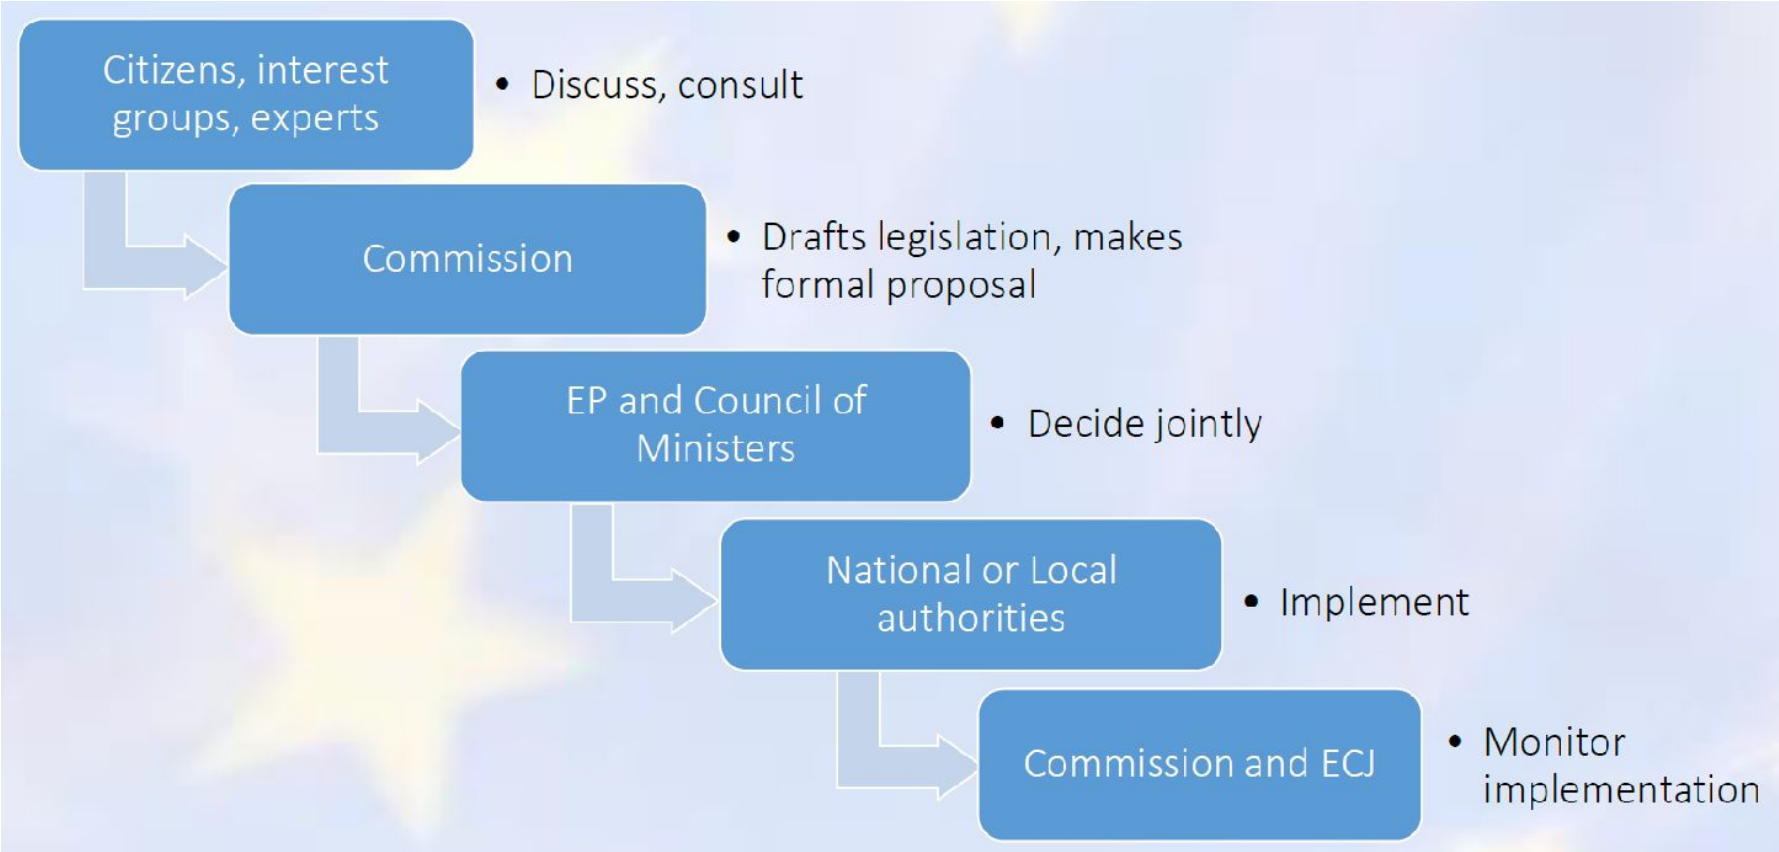 Citizens, interest
groups, experts
• Discuss, consult
Commission
• Drafts legislation, makes
formal proposal
EP and Council of
Ministers
• Decide jointly
National or Local
authorities
• Implement
Commission and ECJ
• Monitor
implementation